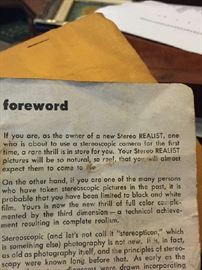 foreword
If you are, as the owner of a new Stereo REALIST, one
who is about to use a stereoscopic camera for the first
time, a rare thrill is in store for you. Your Stereo REALIST
pictures will be so natural, so real, that you will almost
expect them to come to life
On the other hand, if you are one of the many persons
who have taken stereoscopic pictures in the past, it is
probable that you have been limited to black and white
film. Yours is now the new thrill of full color comple-
mented by the third dimension — a technical achieve-
ment resulting in complete realism.
Stereoscopic (and let's not call it "stereoptican," which
is something else) photography is not new, it is, in fact,
as old as photography itself, and the principles of stereo-
scopy were known long before that. As early as the
were drawn incorporating